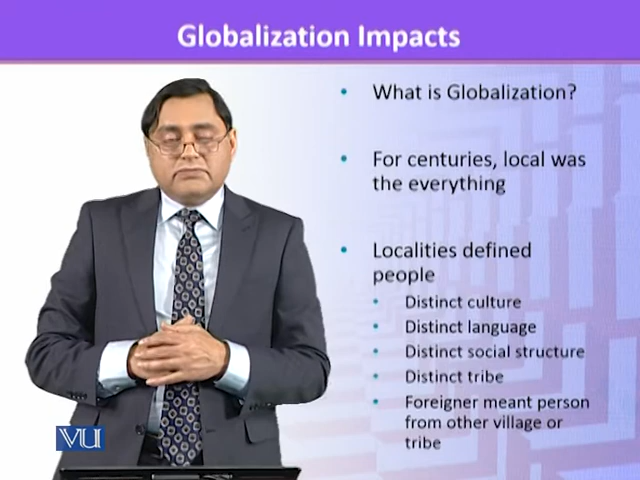 Globalization Impacts
What is Globalization?
For centuries, local was
the everything
Localities defined
people
Distinct culture
Distinct language
Distinct social structure
Distinct tribe
Foreigner meant person
from other village or
tribe
VU